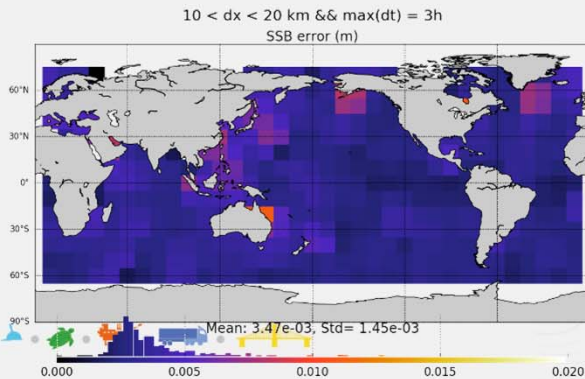 10 < dx < 20 km && max(dt) = 3h
SSB error (m)
60°N
30°N
0°
30°S
60°S
90°S
Mean: 3.47e-03, Std= 1.45e-03
0.000 0.005 0.010 0.015 0.020